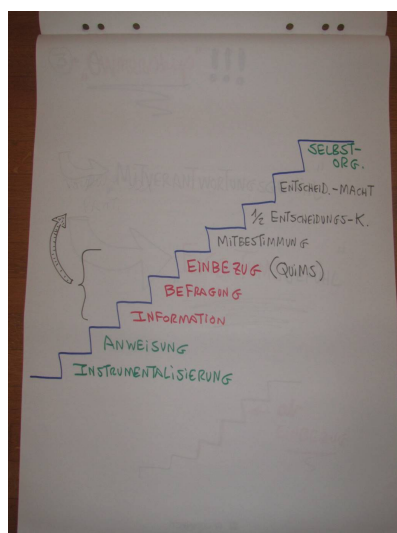 SELBST-
ORG.
ENTSCHEID.-MACHT
½ ENTSCHEIDUNGS-K.
MITBESTIMMUNG
EINBEZUG (QUIMS)
BEFRAGUNG
INFORMATION
ANWEISUNG
INSTRUMENTALISIERUNG